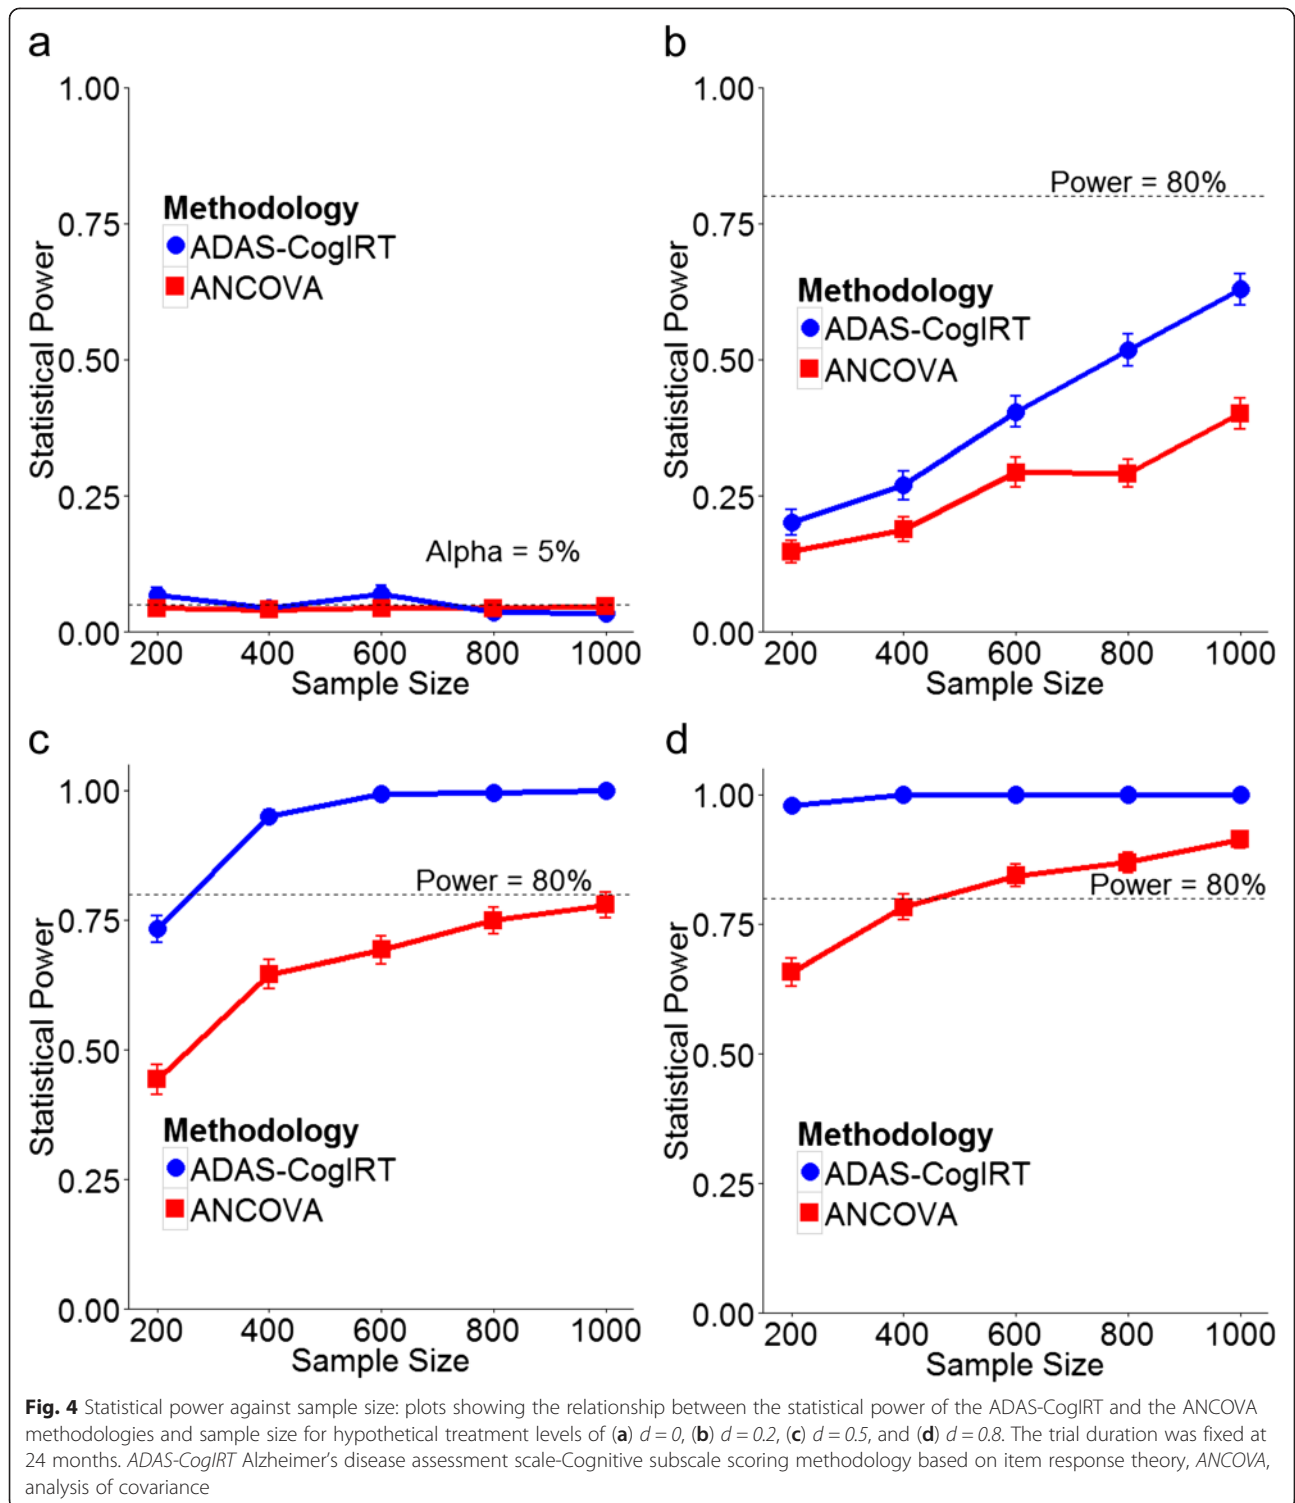 a
1.00
0.75
0.50
0.25
0.00
Statistical Power
Methodology
ADAS-CogIRT
ANCOVA
Alpha = 5%
200 400 600 800 1000
Sample Size
b
1.00
0.75
0.50
0.25
0.00
Statistical Power
Power = 80%
Methodology
ADAS-CogIRT
ANCOVA
200 400 600 800 1000
Sample Size
c
1.00
0.75
0.50
0.25
0.00
Statistical Power
Power = 80%
Methodology
ADAS-CogIRT
ANCOVA
200 400 600 800 1000
Sample Size
d
1.00
0.75
0.50
0.25
0.00
Statistical Power
Power = 80%
Methodology
ADAS-CogIRT
ANCOVA
200 400 600 800 1000
Sample Size
Fig. 4 Statistical power against sample size: plots showing the relationship between the statistical power of the ADAS-CogIRT and the ANCOVA
methodologies and sample size for hypothetical treatment levels of (a) d = 0, (b) d = 0.2, (c) d = 0.5, and (d) d = 0.8. The trial duration was fixed at
24 months. ADAS-CogIRT Alzheimer's disease assessment scale-Cognitive subscale scoring methodology based on item response theory, ANCOVA,
analysis of covariance